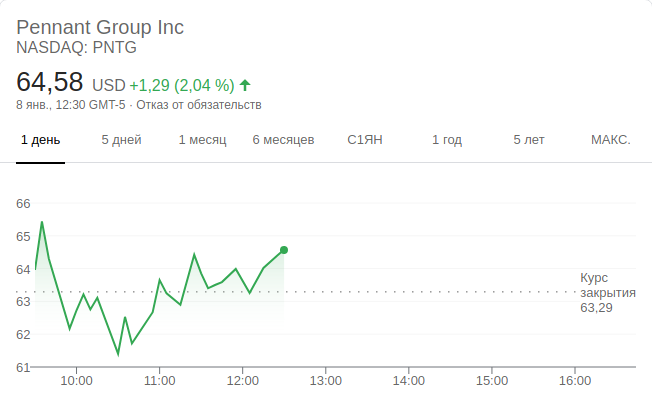 Pennant Group Inc
NASDAQ: PNTG
64,58 USD +1,29 (2,04 %)
8 янв., 12:30 GMT-5 · Отказ от обязательств
1 день 5 дней 1 месяц 6 месяцев С1ЯН 1 год 5 лет МАКС.
66
65
64
63
62
61
Курс
закрытия
63,29
10:00 11:00 12:00 13:00 14:00 15:00 16:00